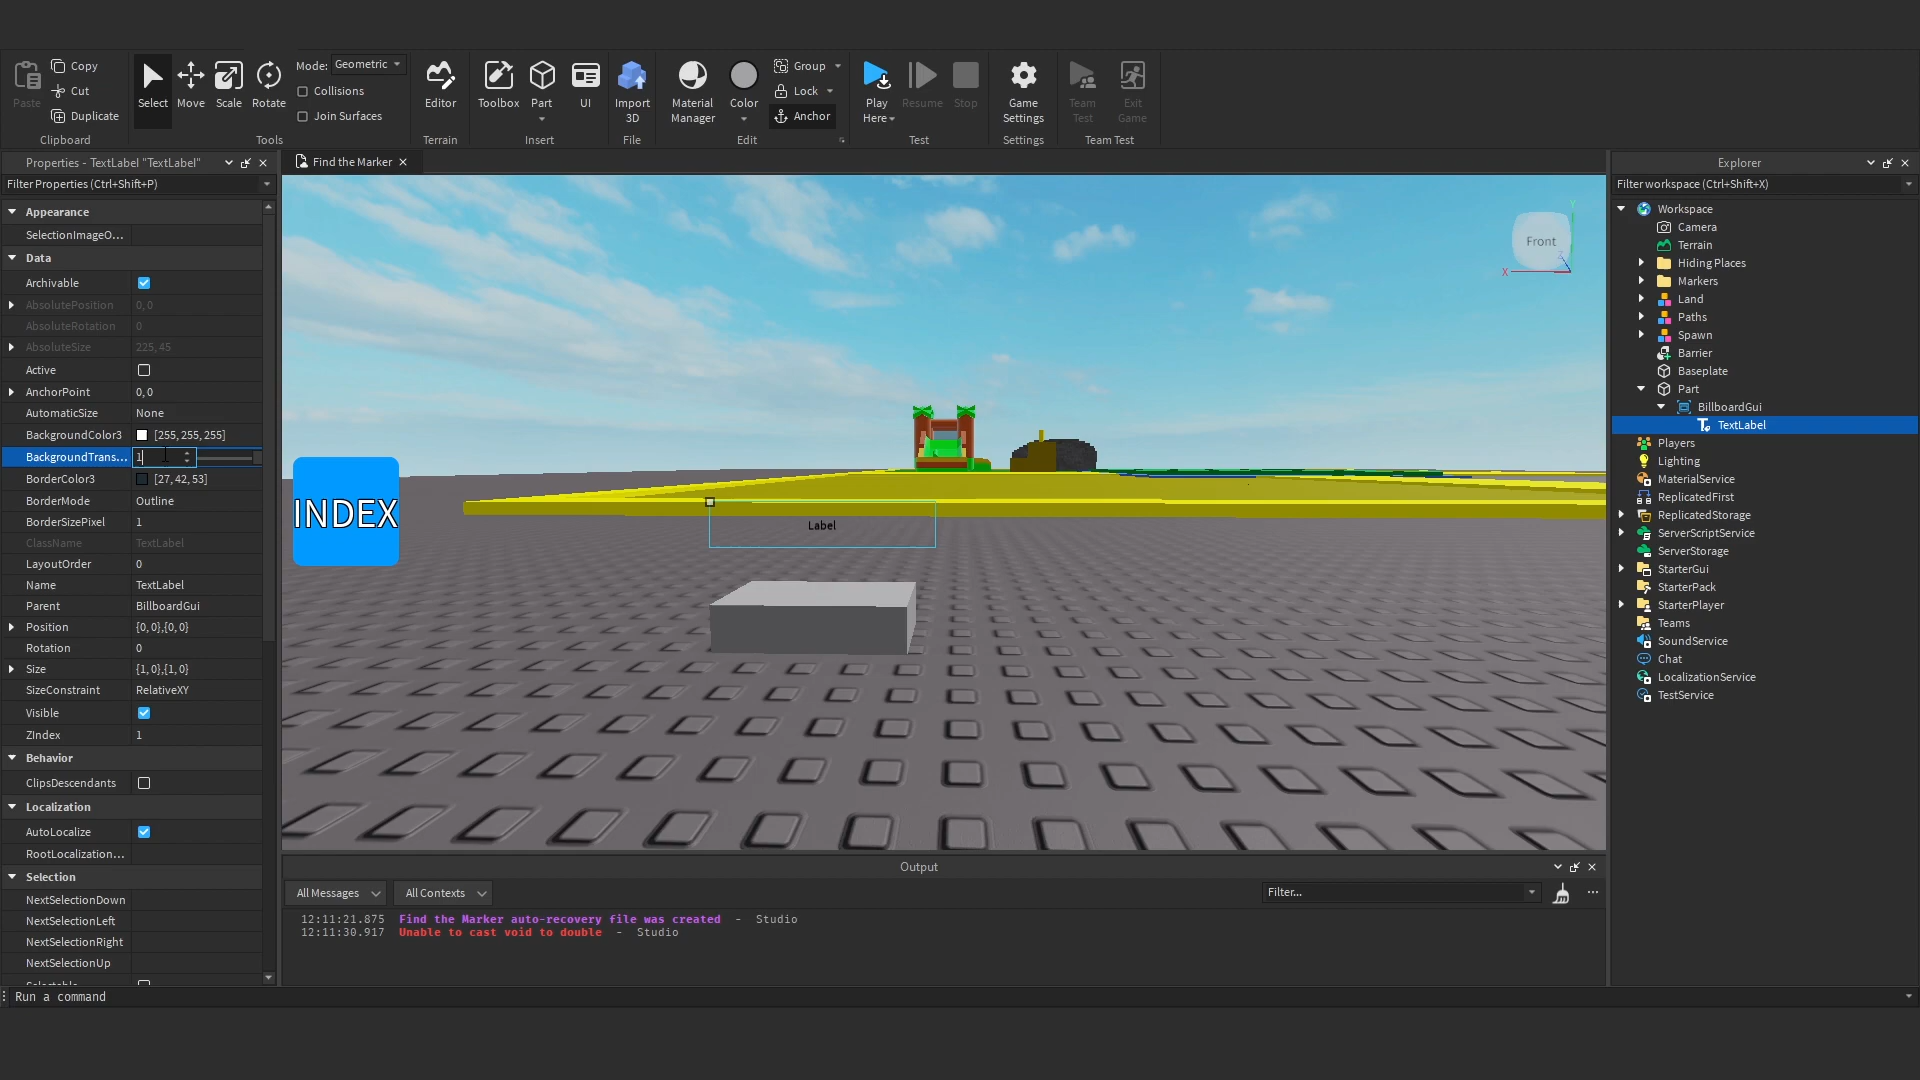 Paste
Copy
Cut
Duplicate
Clipboard
Select
Move
Scale
Rotate
Mode: Geometric
Collisions
Join Surfaces
Tools
Editor
Terrain
Toolbox
Part
UI
Insert
Import 3D
File
Material Manager
Color
Group
Lock
Anchor
Edit
Play Here
Resume
Stop
Test
Game Settings
Settings
Team Test
Exit Game
Team Test
Properties - TextLabel "TextLabel"
Filter Properties (Ctrl+Shift+P)
Appearance
SelectionImageO...
Data
Archivable
AbsolutePosition 0, 0
AbsoluteRotation 0
AbsoluteSize 225, 45
Active
AnchorPoint 0, 0
AutomaticSize None
BackgroundColor3 [255, 255, 255]
BackgroundTrans... 1
BorderColor3 [27, 42, 53]
BorderMode Outline
BorderSizePixel 1
ClassName TextLabel
LayoutOrder 0
Name TextLabel
Parent BillboardGui
Position {0, 0},{0, 0}
Rotation 0
Size {1, 0},{1, 0}
SizeConstraint RelativeXY
Visible
ZIndex 1
Behavior
ClipsDescendants
Localization
AutoLocalize
RootLocalization...
Selection
NextSelectionDown
NextSelectionLeft
NextSelectionRight
NextSelectionUp
Selectable
Find the Marker
Front
X
Y
Z
INDEX
Label
Output
All Messages
All Contexts
Filter...
12:11:21.875 Find the Marker auto-recovery file was created - Studio
12:11:30.917 Unable to cast void to double - Studio
Run a command
Explorer
Filter workspace (Ctrl+Shift+X)
Workspace
Camera
Terrain
Hiding Places
Markers
Land
Paths
Spawn
Barrier
Baseplate
Part
BillboardGui
TextLabel
Players
Lighting
MaterialService
ReplicatedFirst
ReplicatedStorage
ServerScriptService
ServerStorage
StarterGui
StarterPack
StarterPlayer
Teams
SoundService
Chat
LocalizationService
TestService